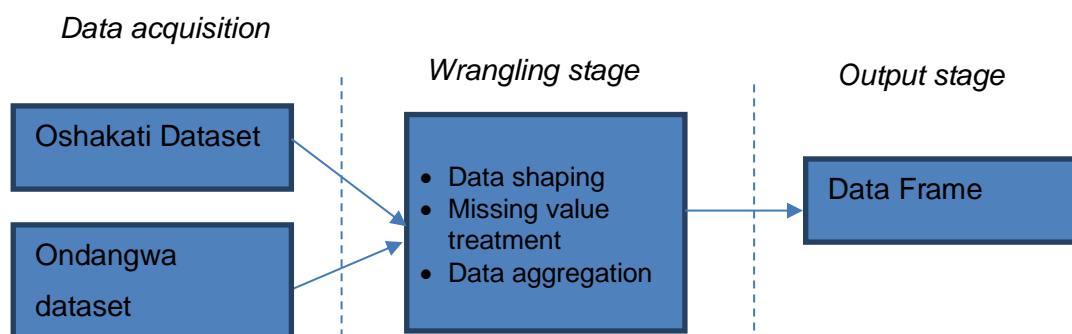 Data acquisition
Wrangling stage
Output stage
Oshakati Dataset
Ondangwa
dataset
• Data shaping
• Missing value
treatment
• Data aggregation
Data Frame